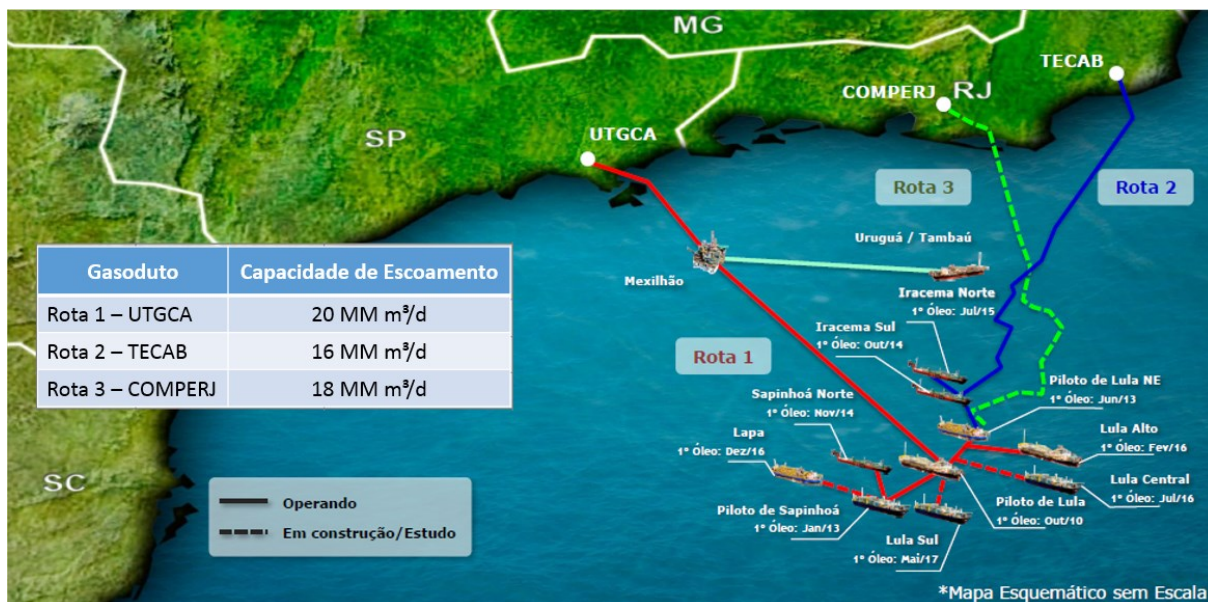 MG
TECAB
COMPERJ
RJ
SP
UTGCA
Rota 3
Rota 2
Uruguá / Tambaú
Mexilhão
Gasoduto Capacidade de Escoamento
Rota 1 – UTGCA 20 MM m³/d
Rota 2 – TECAB 16 MM m³/d
Rota 3 – COMPERJ 18 MM m³/d
Iracema Norte
1º Óleo: Jul/15
Iracema Sul
1º Óleo: Out/14
Rota 1
Piloto de Lula NE
1º Óleo: Jun/13
Sapinhoá Norte
1º Óleo: Nov/14
Lula Alto
1º Óleo: Fev/16
Lapa
1º Óleo: Dez/16
Lula Central
1º Óleo: Jul/16
SC
Operando
Em construção/Estudo
Piloto de Sapinhoá
1º Óleo: Jan/13
Piloto de Lula
1º Óleo: Out/10
Lula Sul
1º Óleo: Mai/17
*Mapa Esquemático sem Escala